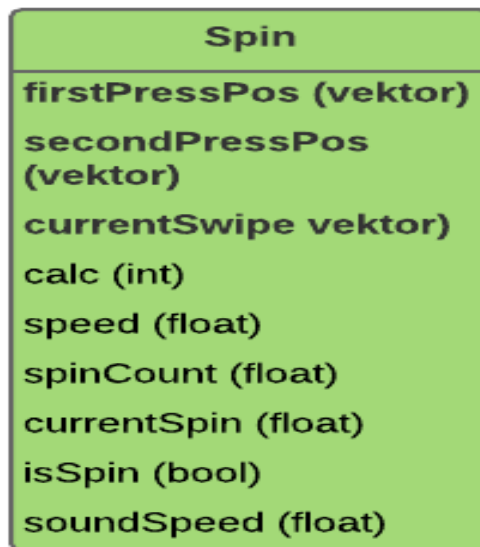 Spin
firstPressPos (vektor)
secondPressPos
(vektor)
currentSwipe vektor)
calc (int)
speed (float)
spinCount (float)
currentSpin (float)
isSpin (bool)
soundSpeed (float)